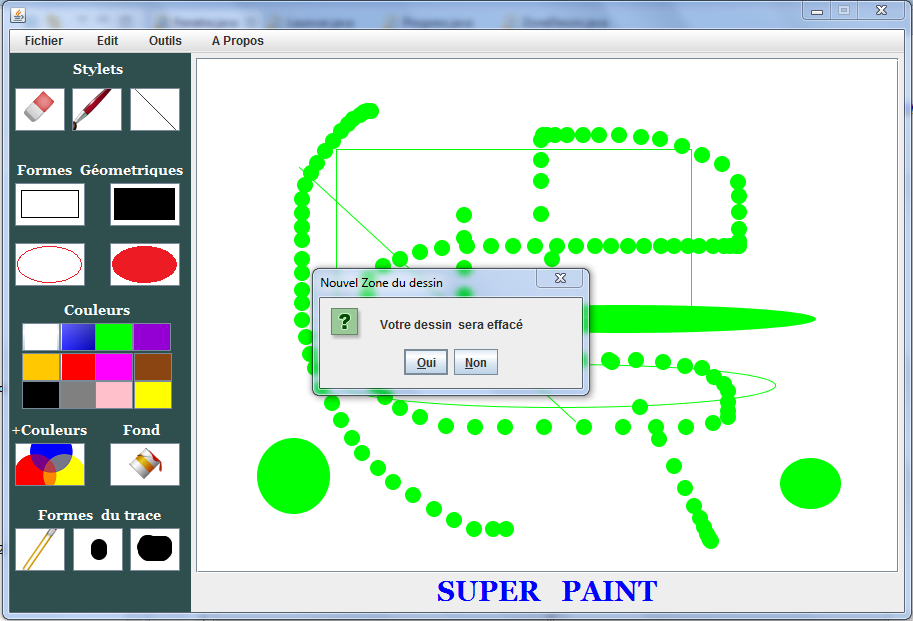 Fichier Edit Outils A Propos
Stylets
Formes Géometriques
Couleurs
+Couleurs Fond
Formes du trace
Nouvel Zone du dessin
?
Votre dessin sera effacé
Oui Non
SUPER PAINT